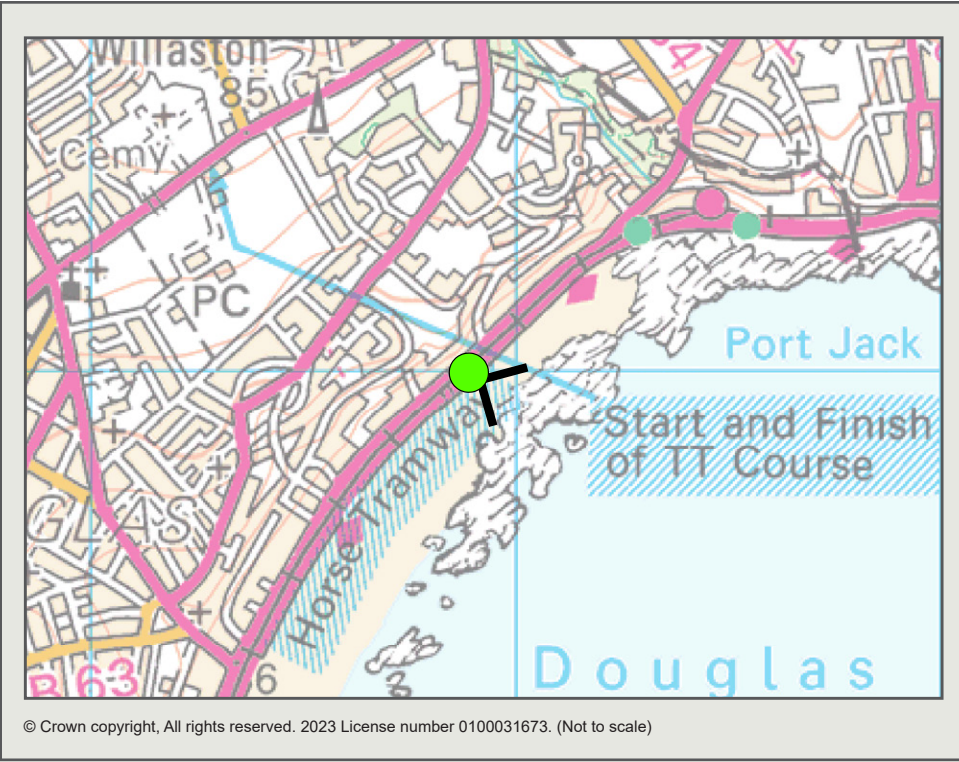 Willaston
85
Cemy
PC
Port Jack
Start and Finish
of TT Course
GLAS
Horse Tramway
Douglas
6
© Crown copyright, All rights reserved. 2023 License number 0100031673. (Not to scale)